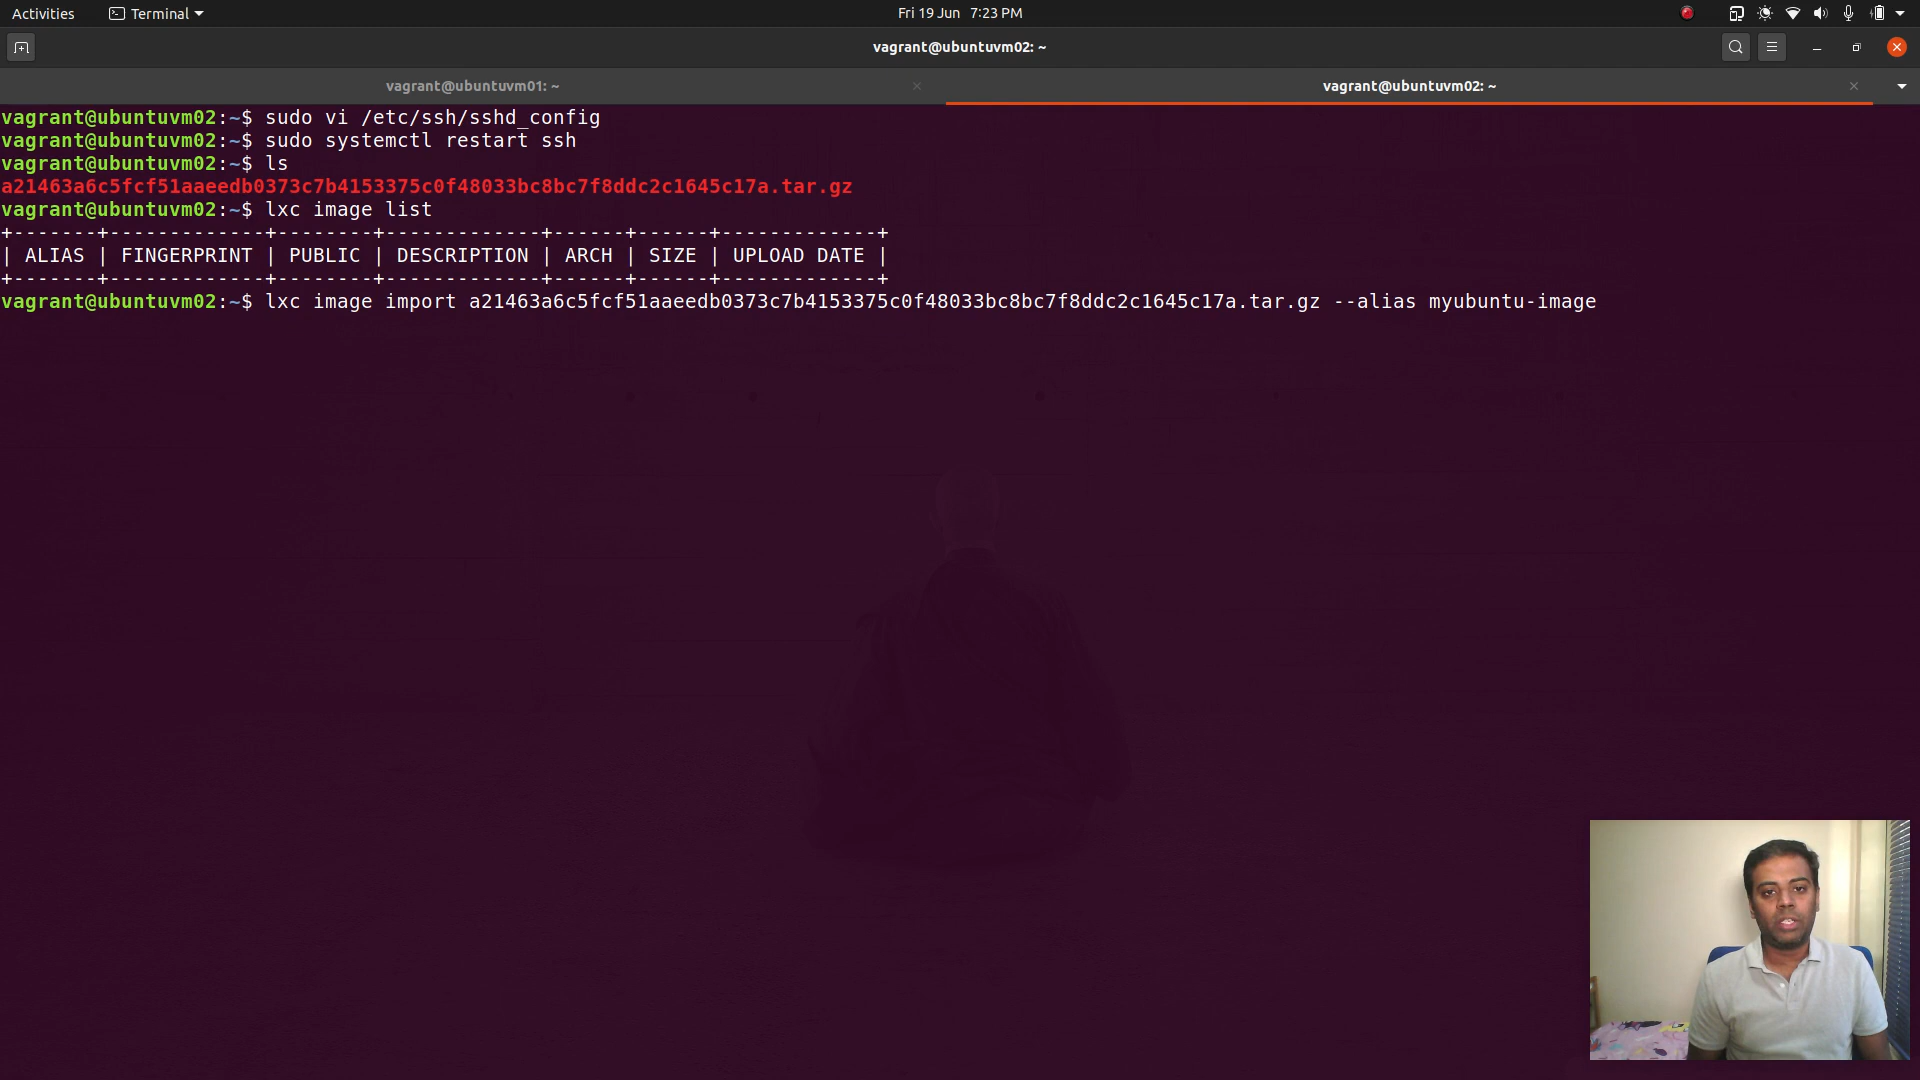 Activities Terminal Fri 19 Jun 7:23 PM
vagrant@ubuntuvm02: ~
vagrant@ubuntuvm01: ~ vagrant@ubuntuvm02: ~
vagrant@ubuntuvm02:~$ sudo vi /etc/ssh/sshd_config
vagrant@ubuntuvm02:~$ sudo systemctl restart ssh
vagrant@ubuntuvm02:~$ ls
a21463a6c5fcf51aaeedb0373c7b4153375c0f48033bc8bc7f8ddc2c1645c17a.tar.gz
vagrant@ubuntuvm02:~$ lxc image list
+-------+-------------+--------+-------------+------+------+-------------+
| ALIAS | FINGERPRINT | PUBLIC | DESCRIPTION | ARCH | SIZE | UPLOAD DATE |
+-------+-------------+--------+-------------+------+------+-------------+
vagrant@ubuntuvm02:~$ lxc image import a21463a6c5fcf51aaeedb0373c7b4153375c0f48033bc8bc7f8ddc2c1645c17a.tar.gz --alias myubuntu-image